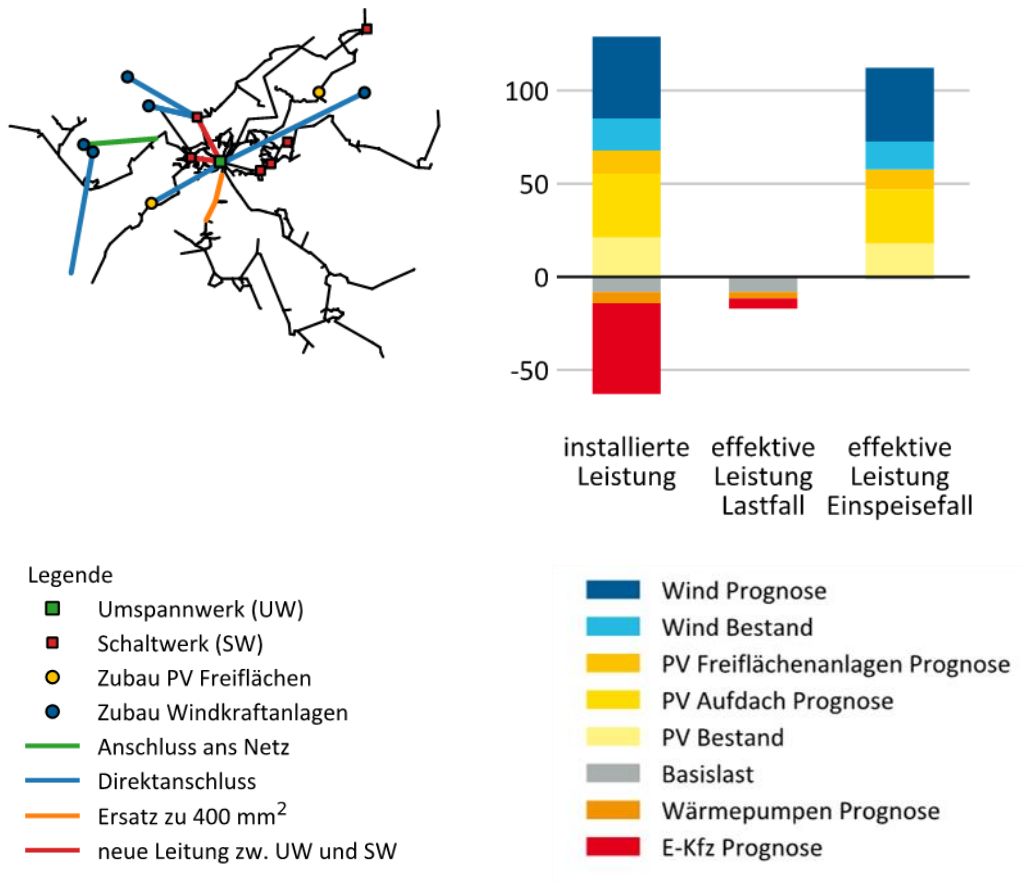 100
50
0
-50
installierte
Leistung
effektive
Leistung
Lastfall
effektive
Leistung
Einspeisefall
Legende
Umspannwerk (UW)
Schaltwerk (SW)
Zubau PV Freiflächen
Zubau Windkraftanlagen
Anschluss ans Netz
Direktanschluss
Ersatz zu 400 mm²
neue Leitung zw. UW und SW
Wind Prognose
Wind Bestand
PV Freiflächenanlagen Prognose
PV Aufdach Prognose
PV Bestand
Basislast
Wärmepumpen Prognose
E-Kfz Prognose